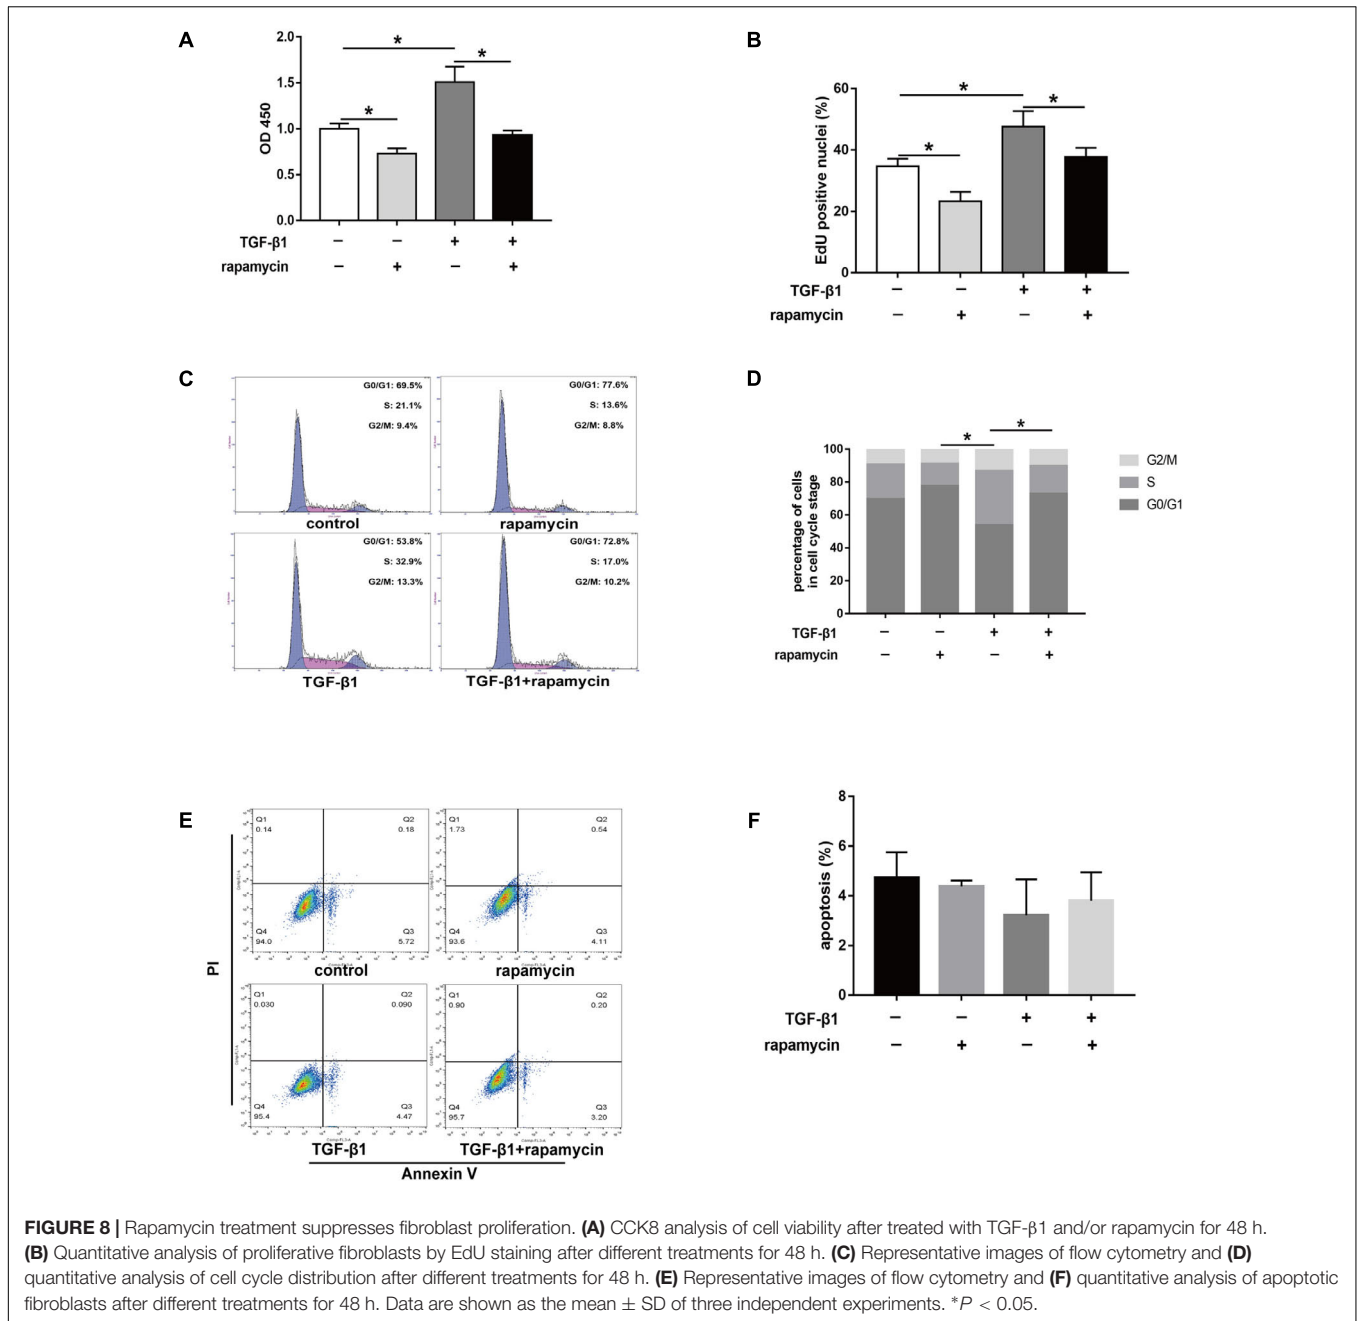 A
OD 450
2.0
1.5
1.0
0.5
0.0
*
*
*
TGF-β1 – – + +
rapamycin – + – +
B
EdU positive nuclei (%)
60
40
20
0
*
*
*
TGF-β1 – – + +
rapamycin – + – +
C
G0/G1: 69.5%
S: 21.1%
G2/M: 9.4%
control
G0/G1: 77.6%
S: 13.6%
G2/M: 8.8%
rapamycin
G0/G1: 53.8%
S: 32.9%
G2/M: 13.3%
TGF-β1
G0/G1: 72.8%
S: 17.0%
G2/M: 10.2%
TGF-β1+rapamycin
D
percentage of cells
in cell cycle stage
100
80
60
40
20
0
*
*
G2/M
S
G0/G1
TGF-β1 – – + +
rapamycin – + – +
E
PI
Q1
0.14
Q2
0.18
Q4
94.0
Q3
5.72
control
Q1
1.73
Q2
0.54
Q4
93.6
Q3
4.11
rapamycin
Q1
0.030
Q2
0.090
Q4
95.4
Q3
4.47
TGF-β1
Q1
0.90
Q2
0.20
Q4
95.7
Q3
3.20
TGF-β1+rapamycin
Annexin V
F
apoptosis (%)
8
6
4
2
0
TGF-β1 – – + +
rapamycin – + – +
FIGURE 8 | Rapamycin treatment suppresses fibroblast proliferation. (A) CCK8 analysis of cell viability after treated with TGF-β1 and/or rapamycin for 48 h.
(B) Quantitative analysis of proliferative fibroblasts by EdU staining after different treatments for 48 h. (C) Representative images of flow cytometry and (D)
quantitative analysis of cell cycle distribution after different treatments for 48 h. (E) Representative images of flow cytometry and (F) quantitative analysis of apoptotic
fibroblasts after different treatments for 48 h. Data are shown as the mean ± SD of three independent experiments. *P < 0.05.